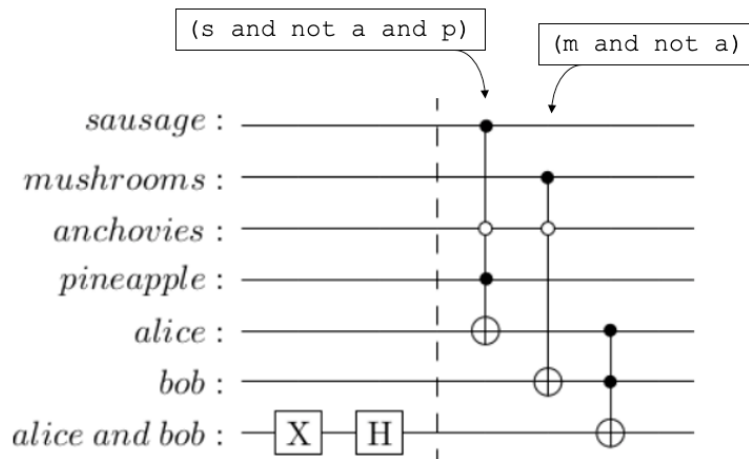 (s and not a and p)
(m and not a)
sausage :
mushrooms :
anchovies :
pineapple :
alice :
bob :
alice and bob : X H